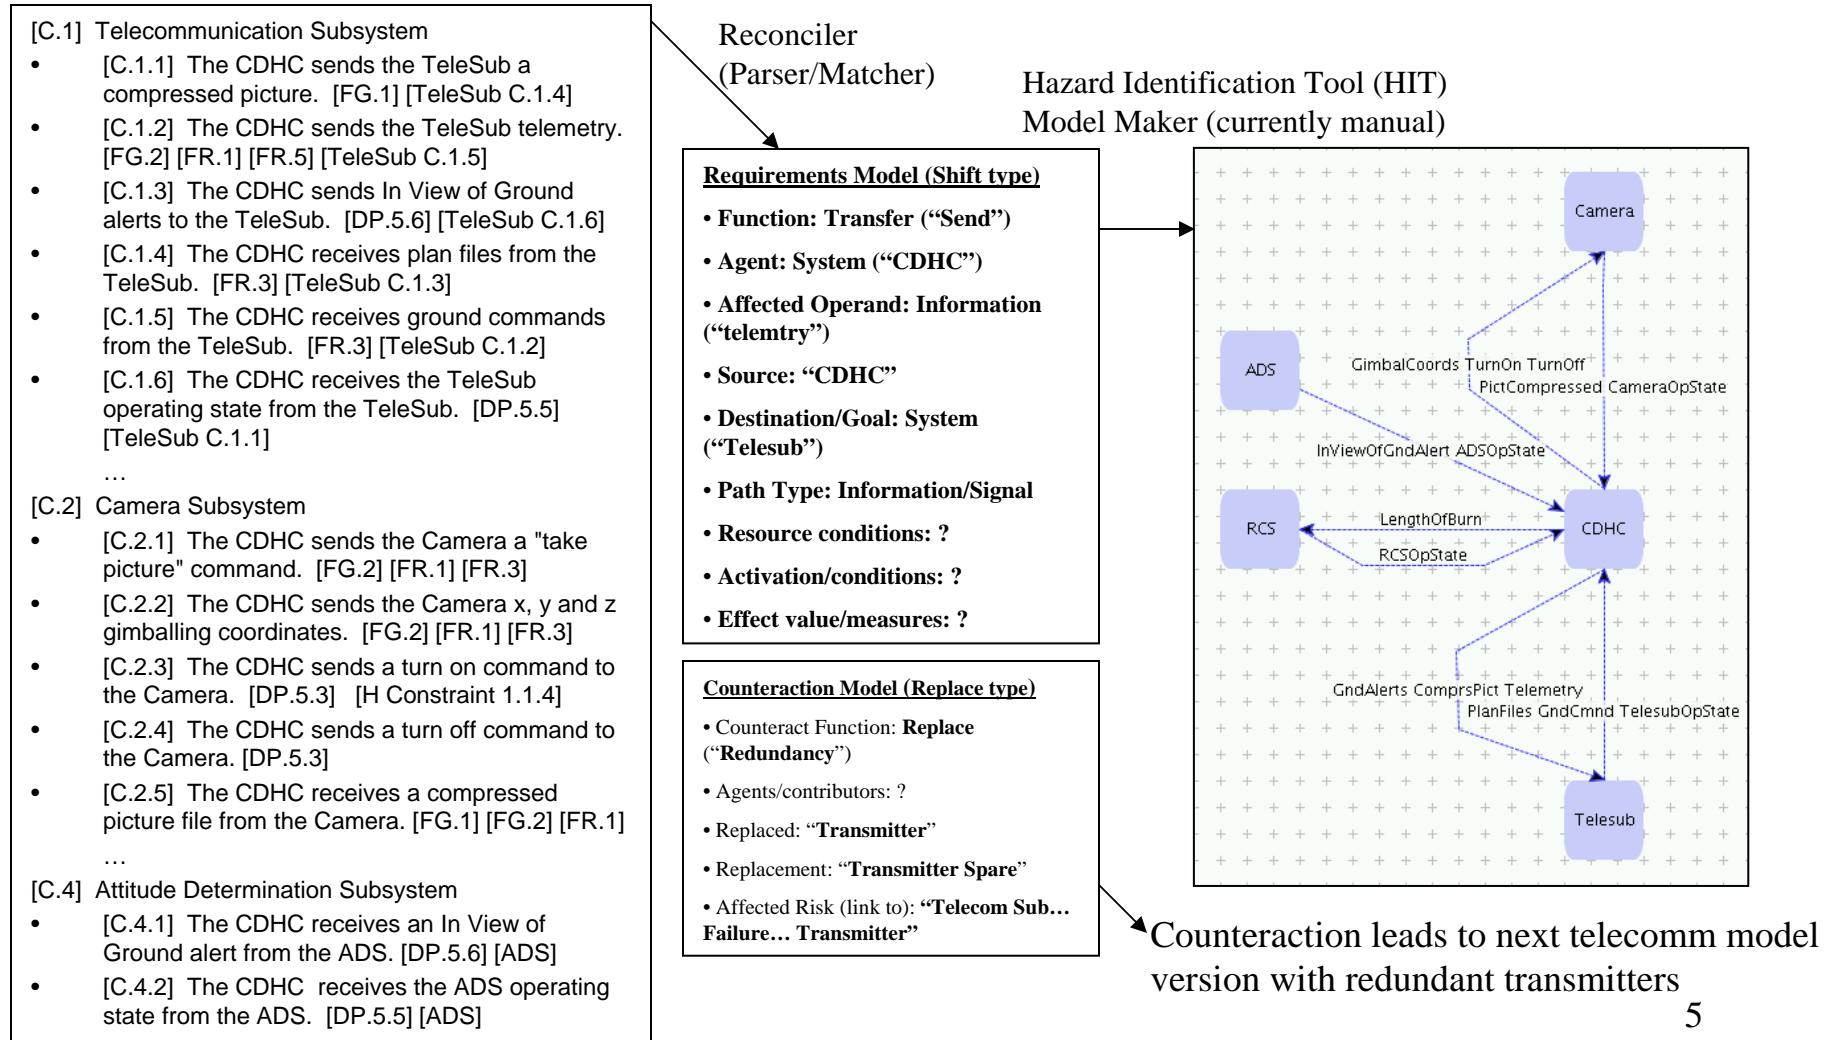 [C.1] Telecommunication Subsystem
• [C.1.1] The CDHC sends the TeleSub a
compressed picture. [FG.1] [TeleSub C.1.4]
• [C.1.2] The CDHC sends the TeleSub telemetry.
[FG.2] [FR.1] [FR.5] [TeleSub C.1.5]
• [C.1.3] The CDHC sends In View of Ground
alerts to the TeleSub. [DP.5.6] [TeleSub C.1.6]
• [C.1.4] The CDHC receives plan files from the
TeleSub. [FR.3] [TeleSub C.1.3]
• [C.1.5] The CDHC receives ground commands
from the TeleSub. [FR.3] [TeleSub C.1.2]
• [C.1.6] The CDHC receives the TeleSub
operating state from the TeleSub. [DP.5.5]
[TeleSub C.1.1]
…
[C.2] Camera Subsystem
• [C.2.1] The CDHC sends the Camera a "take
picture" command. [FG.2] [FR.1] [FR.3]
• [C.2.2] The CDHC sends the Camera x, y and z
gimballing coordinates. [FG.2] [FR.1] [FR.3]
• [C.2.3] The CDHC sends a turn on command to
the Camera. [DP.5.3] [H Constraint 1.1.4]
• [C.2.4] The CDHC sends a turn off command to
the Camera. [DP.5.3]
• [C.2.5] The CDHC receives a compressed
picture file from the Camera. [FG.1] [FG.2] [FR.1]
…
[C.4] Attitude Determination Subsystem
• [C.4.1] The CDHC receives an In View of
Ground alert from the ADS. [DP.5.6] [ADS]
• [C.4.2] The CDHC receives the ADS operating
state from the ADS. [DP.5.5] [ADS]
Reconciler
(Parser/Matcher)
Requirements Model (Shift type)
• Function: Transfer (“Send”)
• Agent: System (“CDHC”)
• Affected Operand: Information
(“telemtry”)
• Source: “CDHC”
• Destination/Goal: System
(“Telesub”)
• Path Type: Information/Signal
• Resource conditions: ?
• Activation/conditions: ?
• Effect value/measures: ?
Counteraction Model (Replace type)
• Counteract Function: Replace
(“Redundancy”)
• Agents/contributors: ?
• Replaced: “Transmitter”
• Replacement: “Transmitter Spare”
• Affected Risk (link to): “Telecom Sub…
Failure… Transmitter”
Hazard Identification Tool (HIT)
Model Maker (currently manual)
Camera
ADS
GimbalCoords TurnOn TurnOff
PictCompressed CameraOpState
InViewOfGndAlert ADSOpState
RCS
LengthOfBurn
CDHC
RCSOpState
GndAlerts ComprsPict Telemetry
PlanFiles GndCmnd TelesubOpState
Telesub
Counteraction leads to next telecomm model
version with redundant transmitters
5